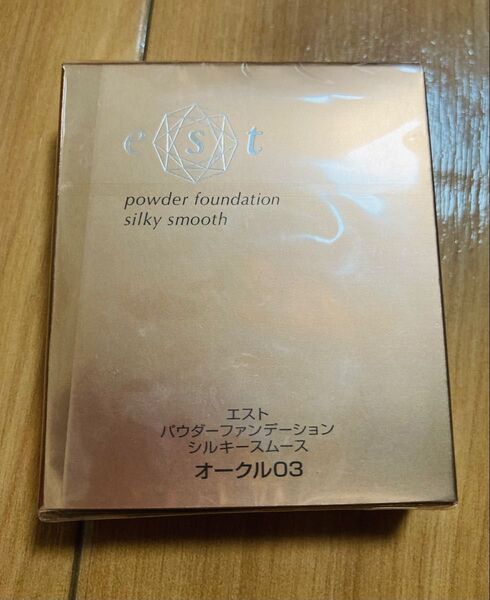 est
powder foundation
silky smooth
エスト
パウダーファンデーション
シルキースムース
オークル03